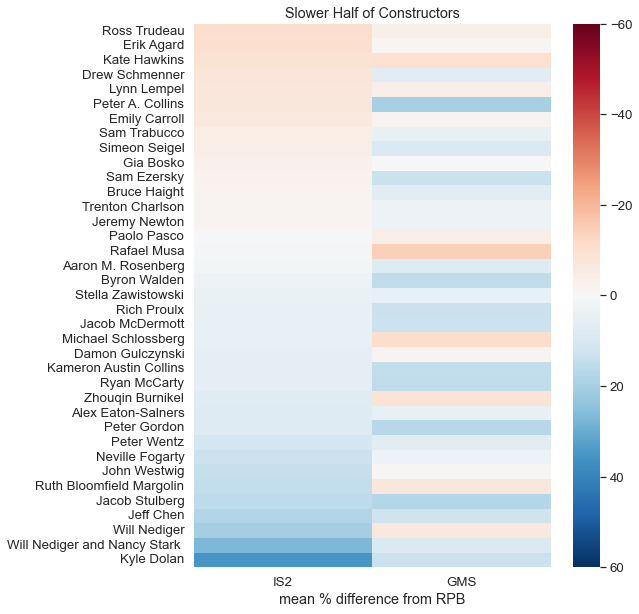 Slower Half of Constructors
Ross Trudeau
Erik Agard
Kate Hawkins
Drew Schmenner
Lynn Lempel
Peter A. Collins
Emily Carroll
Sam Trabucco
Simeon Seigel
Gia Bosko
Sam Ezersky
Bruce Haight
Trenton Charlson
Jeremy Newton
Paolo Pasco
Rafael Musa
Aaron M. Rosenberg
Byron Walden
Stella Zawistowski
Rich Proulx
Jacob McDermott
Michael Schlossberg
Damon Gulczynski
Kameron Austin Collins
Ryan McCarty
Zhouqin Burnikel
Alex Eaton-Salners
Peter Gordon
Peter Wentz
Neville Fogarty
John Westwig
Ruth Bloomfield Margolin
Jacob Stulberg
Jeff Chen
Will Nediger
Will Nediger and Nancy Stark
Kyle Dolan
IS2 GMS
mean % difference from RPB
−60
−40
−20
0
20
40
60